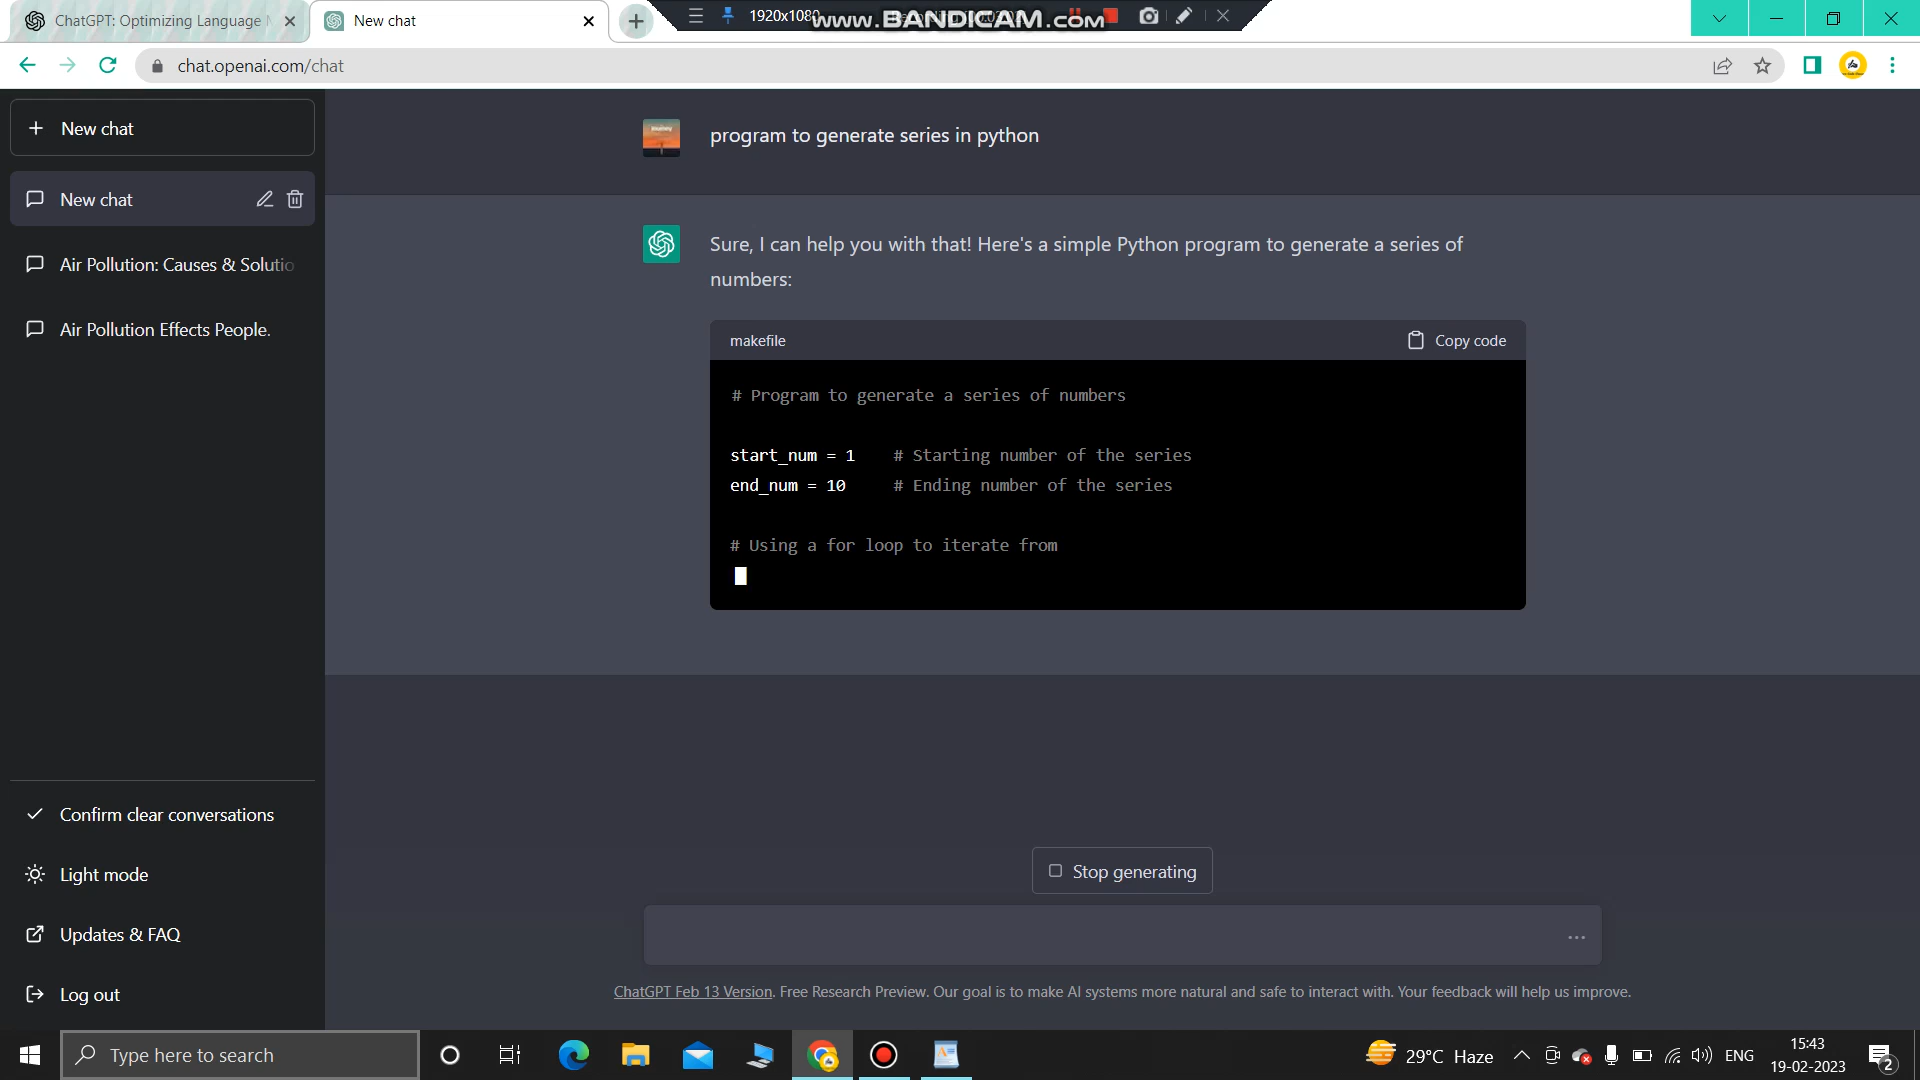 ChatGPT: Optimizing Language
New chat
1920x1080
www.BANDICAM.com
chat.openai.com/chat
New chat
New chat
Air Pollution: Causes & Solutio
Air Pollution Effects People.
Confirm clear conversations
Light mode
Updates & FAQ
Log out
program to generate series in python
Sure, I can help you with that! Here's a simple Python program to generate a series of
numbers:
makefile
Copy code
# Program to generate a series of numbers
start_num = 1    # Starting number of the series
end_num = 10     # Ending number of the series
# Using a for loop to iterate from
Stop generating
ChatGPT Feb 13 Version. Free Research Preview. Our goal is to make AI systems more natural and safe to interact with. Your feedback will help us improve.
Type here to search
29°C Haze
ENG
15:43
19-02-2023
2